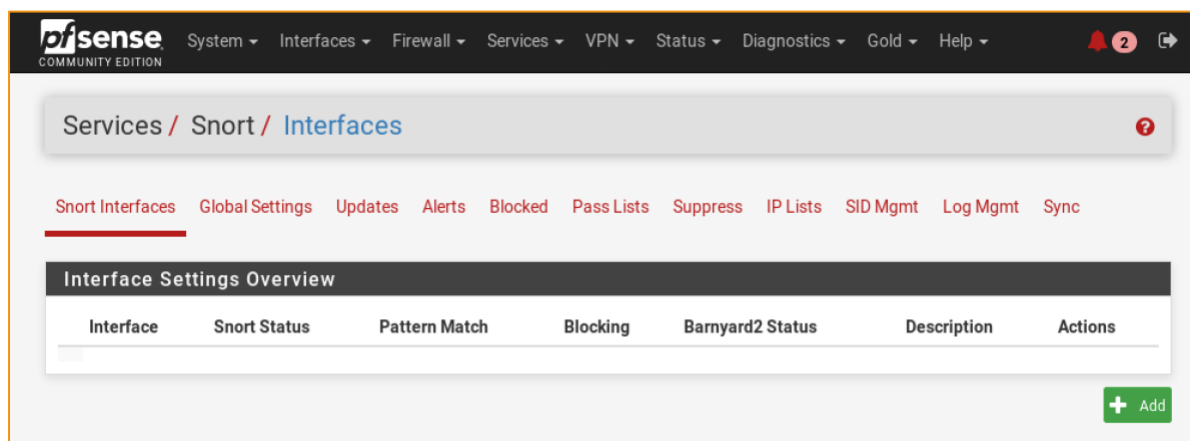 pfsense System Interfaces Firewall Services VPN Status Diagnostics Gold Help 2
COMMUNITY EDITION
Services / Snort / Interfaces
Snort Interfaces Global Settings Updates Alerts Blocked Pass Lists Suppress IP Lists SID Mgmt Log Mgmt Sync
Interface Settings Overview
Interface Snort Status Pattern Match Blocking Barnyard2 Status Description Actions
Add